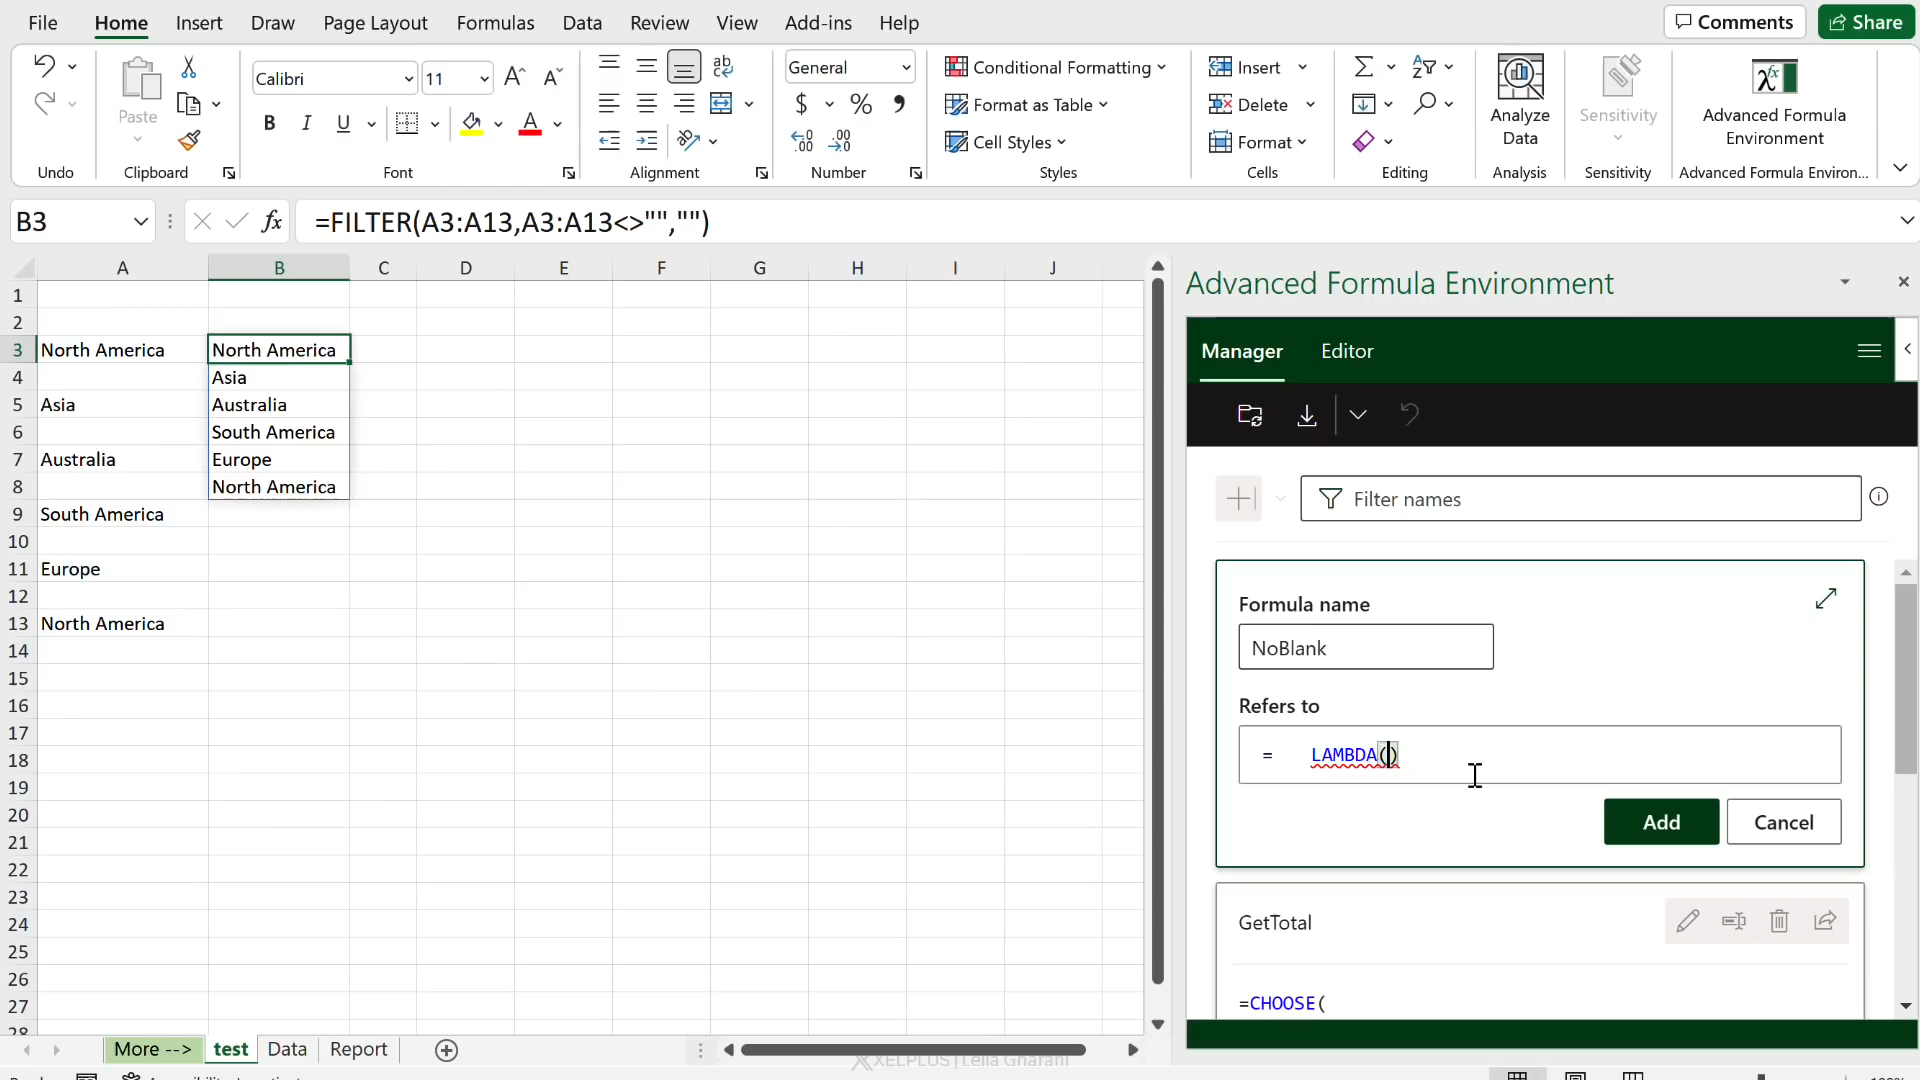 File Home Insert Draw Page Layout Formulas Data Review View Add-ins Help Comments Share
Calibri 11 General Conditional Formatting Insert
Paste Format as Table Delete Analyze Data Sensitivity Advanced Formula Environment
B I U A $ % Cell Styles Format
Undo Clipboard Font Alignment Number Styles Cells Editing Analysis Sensitivity Advanced Formula Environ...
B3 fx =FILTER(A3:A13,A3:A13<>"","")
A B C D E F G H I J
1
2
3 North America North America
4 Asia
5 Asia Australia
6 South America
7 Australia Europe
8 North America
9 South America
10
11 Europe
12
13 North America
14
15
16
17
18
19
20
21
22
23
24
25
26
27
28
More --> test Data Report
XELPLUS | Leila Gharani
Advanced Formula Environment
Manager Editor
Filter names
Formula name
NoBlank
Refers to
= LAMBDA()
Add Cancel
GetTotal
=CHOOSE(